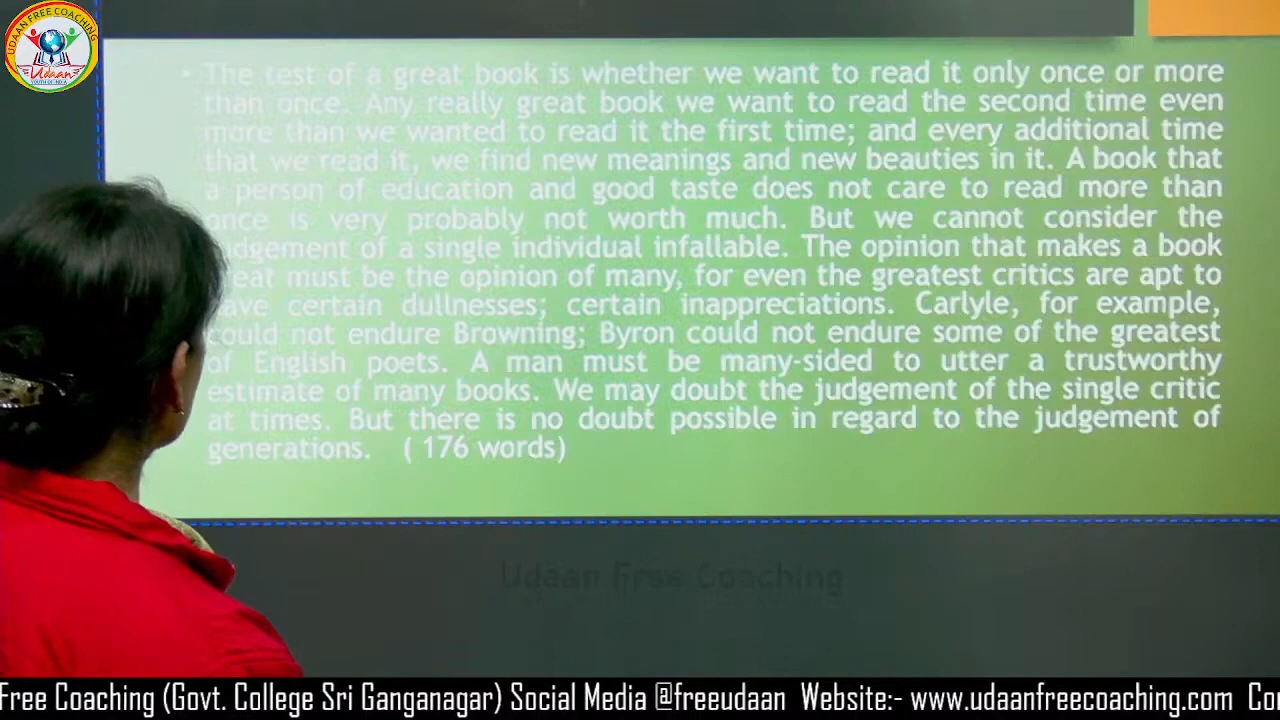 UDAAN FREE COACHING
Udaan
YOUTH OF INDIA
The test of a great book is whether we want to read it only once or more
than once. Any really great book we want to read the second time even
more than we wanted to read it the first time; and every additional time
that we read it, we find new meanings and new beauties in it. A book that
a person of education and good taste does not care to read more than
once is very probably not worth much. But we cannot consider the
judgement of a single individual infallable. The opinion that makes a book
great must be the opinion of many, for even the greatest critics are apt to
have certain dullnesses; certain inappreciations. Carlyle, for example,
could not endure Browning; Byron could not endure some of the greatest
of English poets. A man must be many-sided to utter a trustworthy
estimate of many books. We may doubt the judgement of the single critic
at times. But there is no doubt possible in regard to the judgement of
generations. ( 176 words)
Udaan Free Coaching
Free Coaching (Govt. College Sri Ganganagar) Social Media @freeudaan Website:- www.udaanfreecoaching.com Co